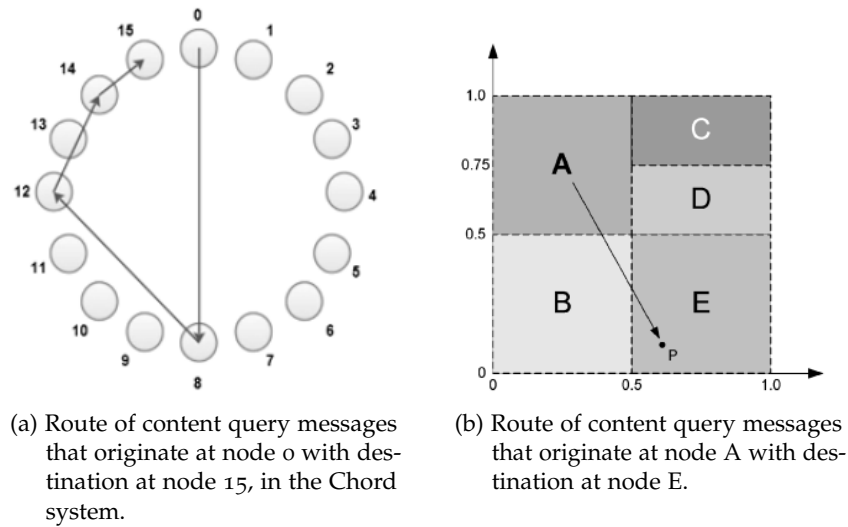 0
15
1
14
2
13
3
12
4
11
5
10
6
9
7
8
1.0
C
A
0.75
D
0.5
B
E
P
0
0
0.5
1.0
(a) Route of content query messages
that originate at node 0 with des-
tination at node 15, in the Chord
system.
(b) Route of content query messages
that originate at node A with des-
tination at node E.